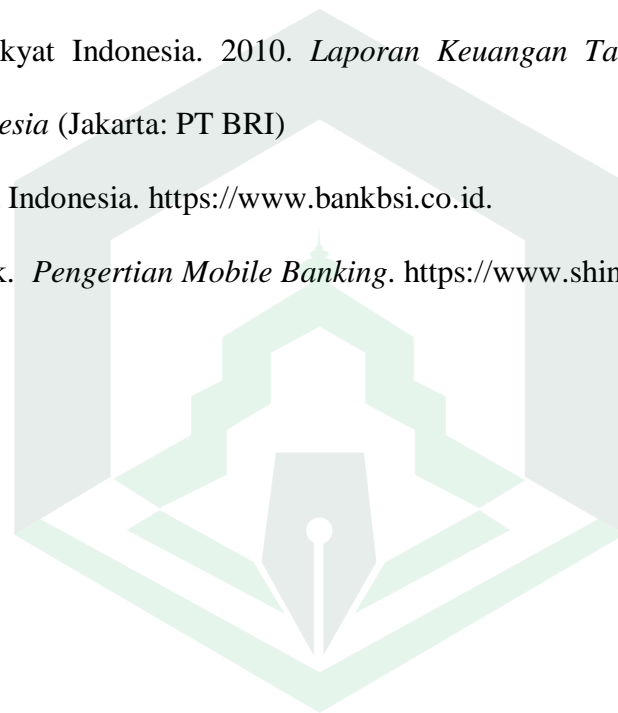 kyat Indonesia. 2010. Laporan Keuangan Ta
esia (Jakarta: PT BRI)
Indonesia. https://www.bankbsi.co.id.
k. Pengertian Mobile Banking. https://www.shin